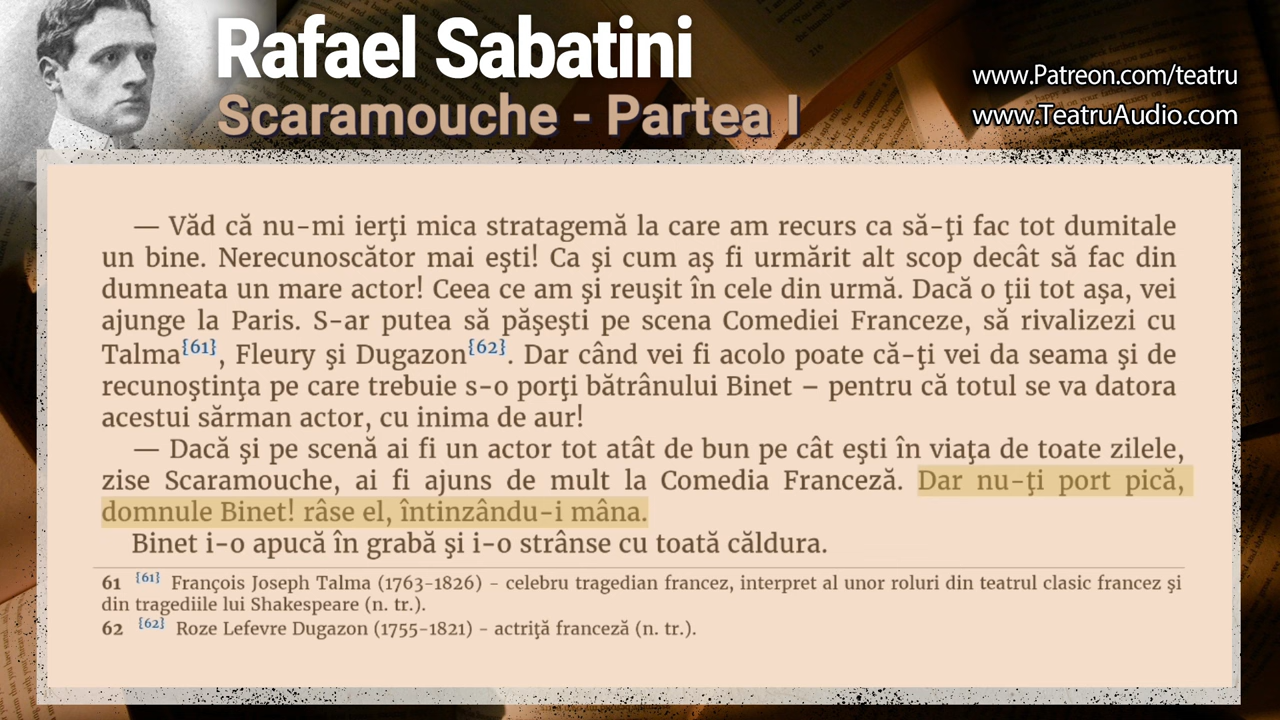 Rafael Sabatini
Scaramouche - Partea I
www.Patreon.com/teatru
www.TeatruAudio.com
— Văd că nu-mi ierţi mica stratagemă la care am recurs ca să-ţi fac tot dumitale
un bine. Nerecunoscător mai eşti! Ca şi cum aş fi urmărit alt scop decât să fac din
dumneata un mare actor! Ceea ce am şi reuşit în cele din urmă. Dacă o ţii tot aşa, vei
ajunge la Paris. S-ar putea să păşeşti pe scena Comediei Franceze, să rivalizezi cu
Talma{61}, Fleury şi Dugazon{62}. Dar când vei fi acolo poate că-ţi vei da seama şi de
recunoştinţa pe care trebuie s-o porţi bătrânului Binet – pentru că totul se va datora
acestui sărman actor, cu inima de aur!
— Dacă şi pe scenă ai fi un actor tot atât de bun pe cât eşti în viaţa de toate zilele,
zise Scaramouche, ai fi ajuns de mult la Comedia Franceză. Dar nu-ţi port pică,
domnule Binet! râse el, întinzându-i mâna.
Binet i-o apucă în grabă şi i-o strânse cu toată căldura.
61 {61} François Joseph Talma (1763-1826) - celebru tragedian francez, interpret al unor roluri din teatrul clasic francez şi
din tragediile lui Shakespeare (n. tr.).
62 {62} Roze Lefevre Dugazon (1755-1821) - actriţă franceză (n. tr.).